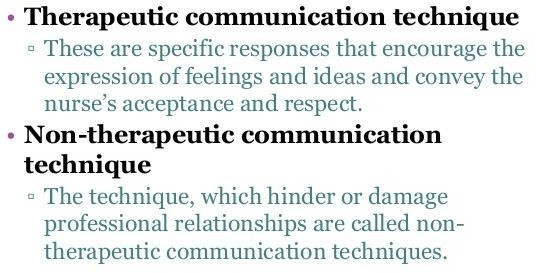 • Therapeutic communication technique
▫ These are specific responses that encourage the
expression of feelings and ideas and convey the
nurse's acceptance and respect.
• Non-therapeutic communication
technique
▫ The technique, which hinder or damage
professional relationships are called non-
therapeutic communication techniques.